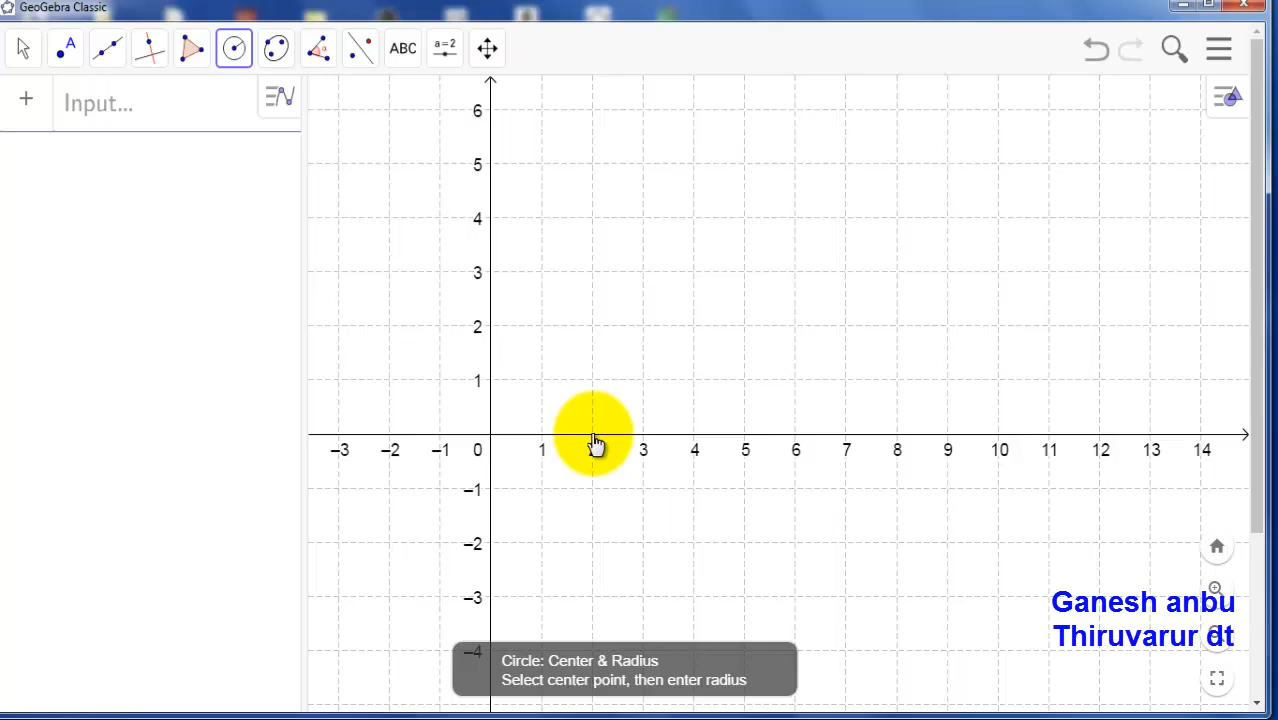 GeoGebra Classic
A
ABC
a=2
+ Input...
6
5
4
3
2
1
−3 −2 −1 0 1 3 4 5 6 7 8 9 10 11 12 13 14
−1
−2
−3
−4
Ganesh anbu
Thiruvarur dt
Circle: Center & Radius
Select center point, then enter radius